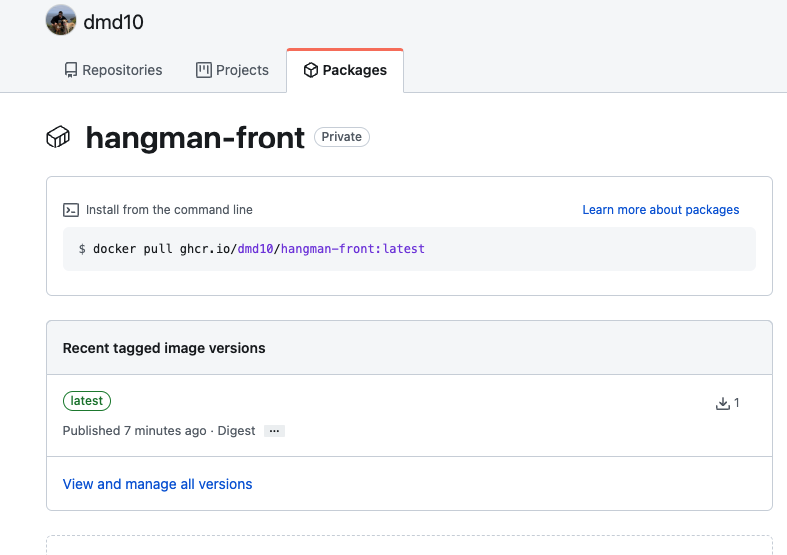 dmd10
Repositories Projects Packages
hangman-front Private
Install from the command line Learn more about packages
$ docker pull ghcr.io/dmd10/hangman-front:latest
Recent tagged image versions
latest 1
Published 7 minutes ago · Digest ...
View and manage all versions